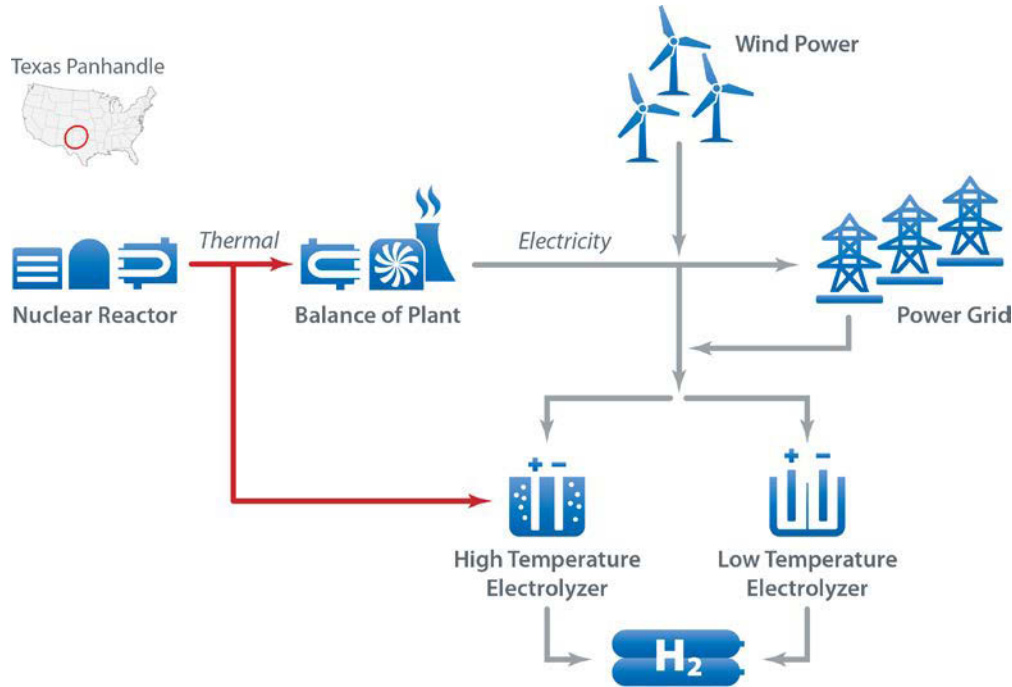 Wind Power
Texas Panhandle
Thermal
Electricity
Nuclear Reactor
Balance of Plant
Power Grid
+ −
+ −
High Temperature
Electrolyzer
Low Temperature
Electrolyzer
H₂